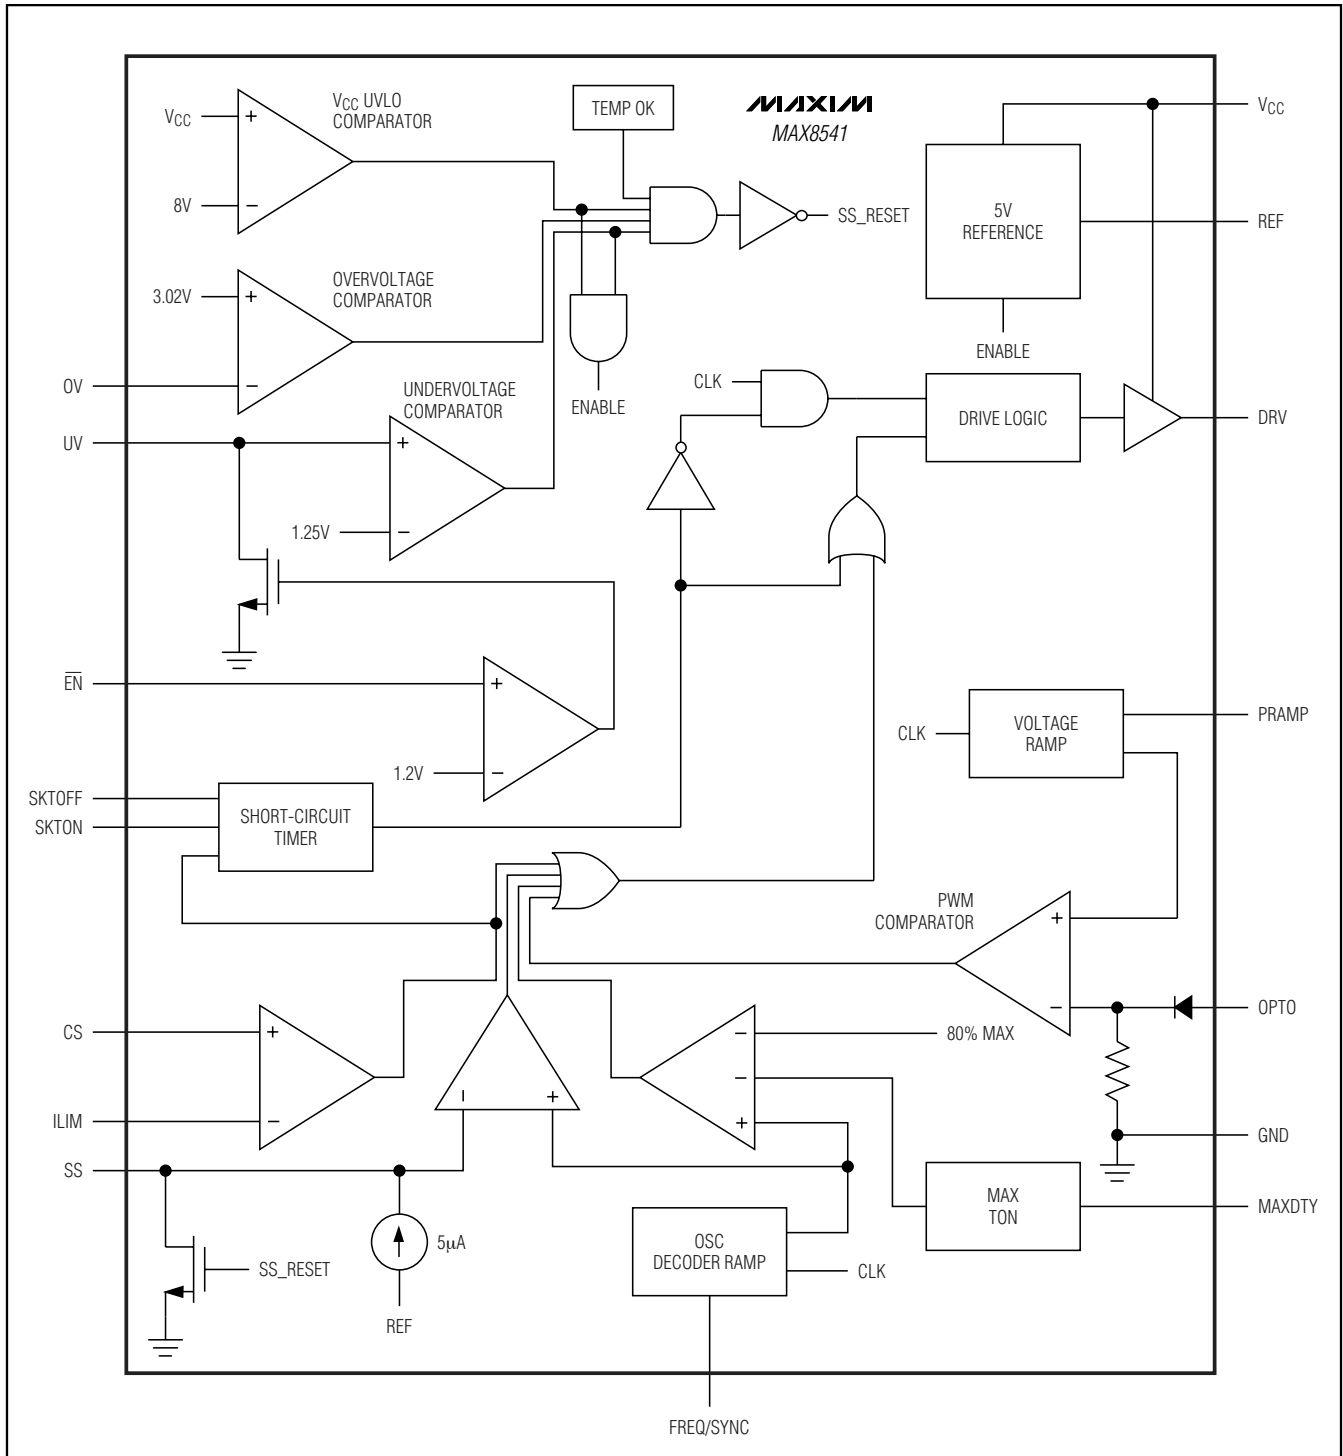 MAXIM
MAX8541
VCC UVLO
COMPARATOR
TEMP OK
VCC
+
8V
−
SS_RESET
VCC
5V
REFERENCE
REF
OVERVOLTAGE
COMPARATOR
3.02V
+
OV
−
ENABLE
ENABLE
UNDERVOLTAGE
COMPARATOR
CLK
DRIVE LOGIC
DRV
UV
+
1.25V
−
EN
+
1.2V
−
PRAMP
CLK
VOLTAGE
RAMP
SKTOFF
SKTON
SHORT-CIRCUIT
TIMER
PWM
COMPARATOR
+
−
OPTO
CS
+
ILIM
−
−
+
−
80% MAX
−
+
GND
SS
MAX
TON
MAXDTY
5µA
OSC
DECODER RAMP
CLK
SS_RESET
REF
FREQ/SYNC